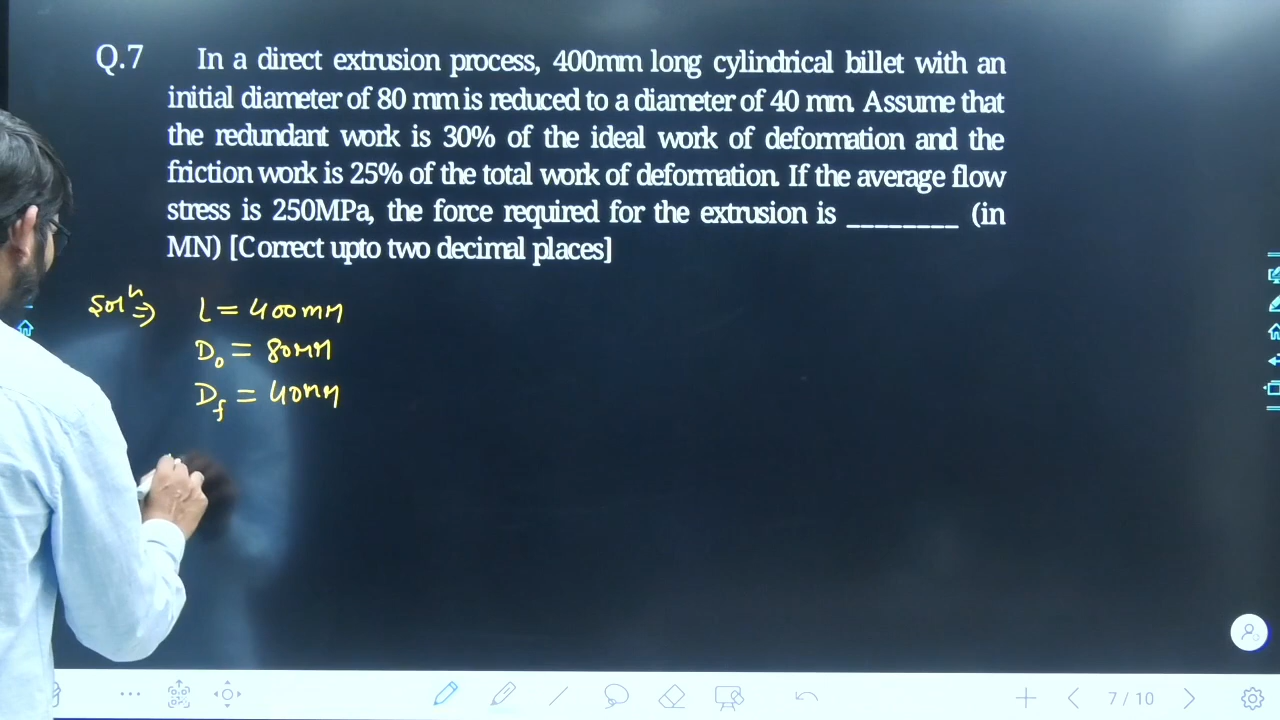 Q.7 In a direct extrusion process, 400mm long cylindrical billet with an
initial diameter of 80 mm is reduced to a diameter of 40 mm. Assume that
the redundant work is 30% of the ideal work of deformation and the
friction work is 25% of the total work of deformation. If the average flow
stress is 250MPa, the force required for the extrusion is ________ (in
MN) [Correct upto two decimal places]
Solⁿ ⇒ L = 400mm
D₀ = 80mm
D_f = 40mm
7 / 10